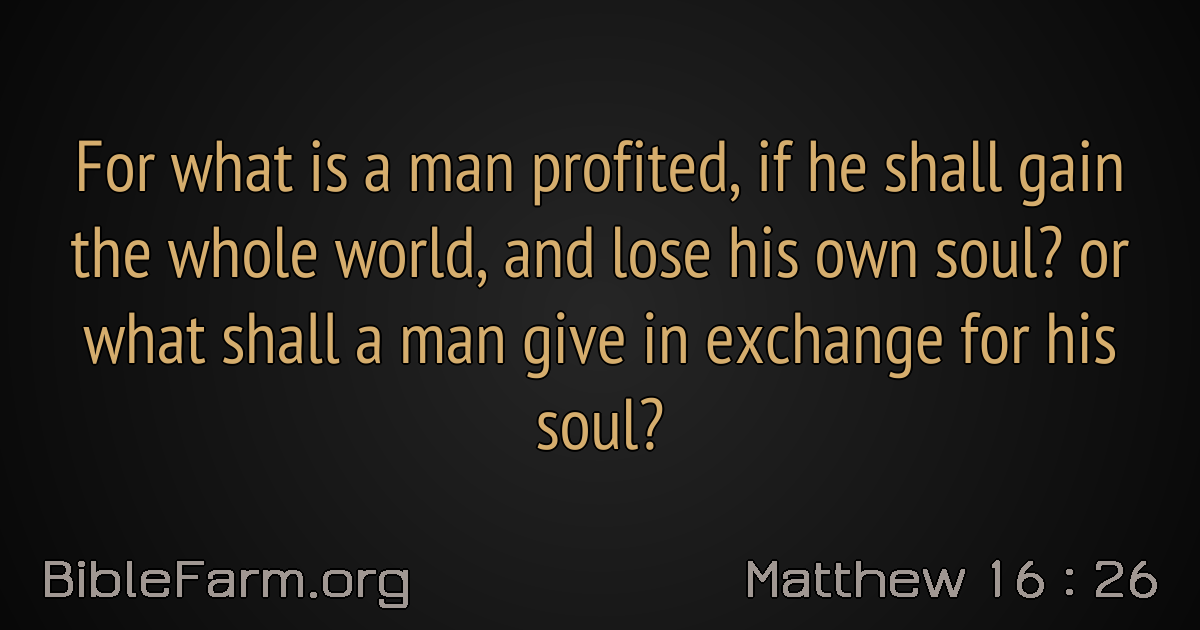 For what is a man profited, if he shall gain
the whole world, and lose his own soul? or
what shall a man give in exchange for his
soul?
BibleFarm.org
Matthew 16 : 26